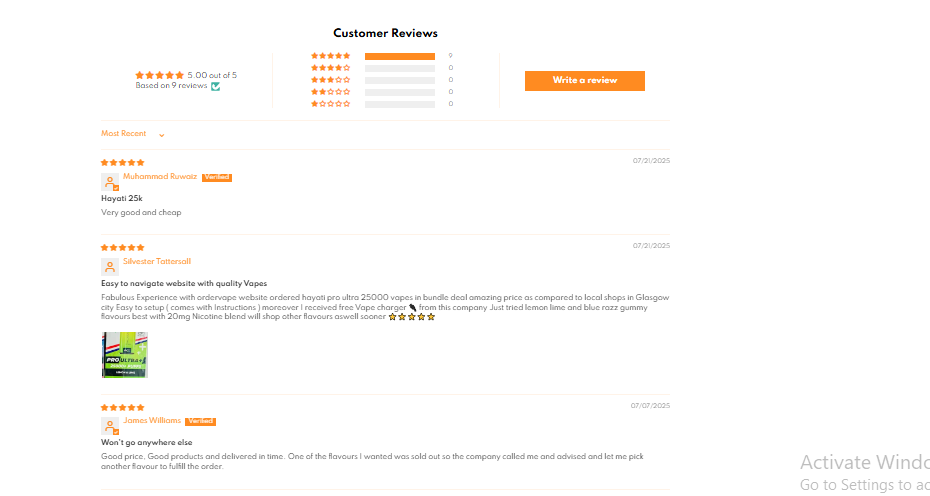 Customer Reviews
5.00 out of 5
Based on 9 reviews
9
0
0
0
0
Write a review
Most Recent
07/21/2025
Muhammad Ruwaiz Verified
Hayati 25k
Very good and cheap
07/21/2025
Silvester Tattersall
Easy to navigate website with quality Vapes
Fabulous Experience with ordervape website ordered hayati pro ultra 25000 vapes in bundle deal amazing price as compared to local shops in Glasgow
city Easy to setup ( comes with Instructions ) moreover I received free Vape charger 🔌 from this company Just tried lemon lime and blue razz gummy
flavours best with 20mg Nicotine blend will shop other flavours aswell sooner ⭐⭐⭐⭐⭐
PRO ULTRA+
07/07/2025
James Williams Verified
Won't go anywhere else
Good price, Good products and delivered in time. One of the flavours I wanted was sold out so the company called me and advised and let me pick
another flavour to fulfill the order.
Activate Windo
Go to Settings to ac